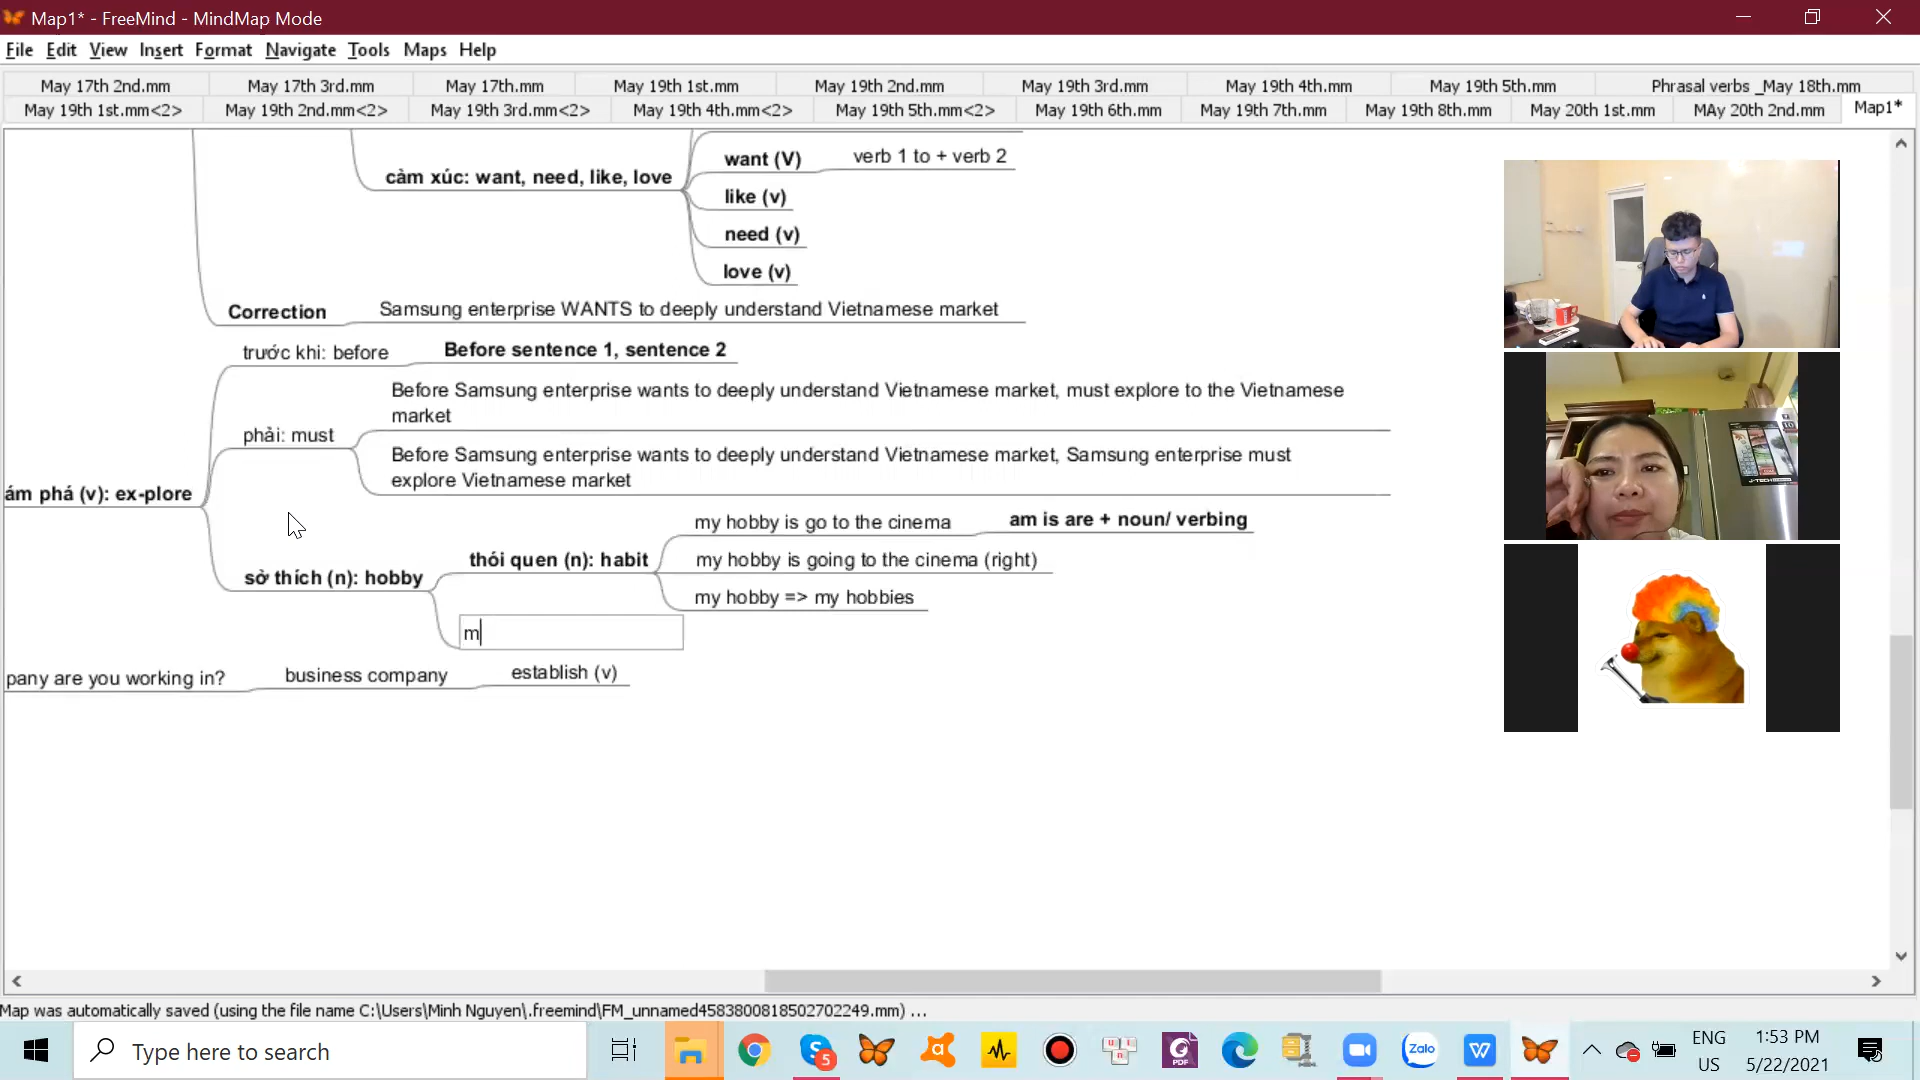 Map1* - FreeMind - MindMap Mode
File Edit View Insert Format Navigate Tools Maps Help
May 17th 2nd.mm May 17th 3rd.mm May 17th.mm May 19th 1st.mm May 19th 2nd.mm May 19th 3rd.mm May 19th 4th.mm May 19th 5th.mm Phrasal verbs _May 18th.mm
May 19th 1st.mm<2> May 19th 2nd.mm<2> May 19th 3rd.mm<2> May 19th 4th.mm<2> May 19th 5th.mm<2> May 19th 6th.mm May 19th 7th.mm May 19th 8th.mm May 20th 1st.mm MAy 20th 2nd.mm Map1*
want (V) verb 1 to + verb 2
cảm xúc: want, need, like, love
like (v)
need (v)
love (v)
Correction Samsung enterprise WANTS to deeply understand Vietnamese market
trước khi: before Before sentence 1, sentence 2
Before Samsung enterprise wants to deeply understand Vietnamese market, must explore to the Vietnamese
market
phải: must
Before Samsung enterprise wants to deeply understand Vietnamese market, Samsung enterprise must
explore Vietnamese market
ám phá (v): ex-plore
my hobby is go to the cinema am is are + noun/ verbing
thói quen (n): habit my hobby is going to the cinema (right)
sở thích (n): hobby
my hobby => my hobbies
m
pany are you working in? business company establish (v)
Map was automatically saved (using the file name C:\Users\Minh Nguyen\.freemind\FM_unnamed4583800818502702249.mm) ...
Type here to search
5
u i n
PDF
Zalo
W
ENG
US
1:53 PM
5/22/2021